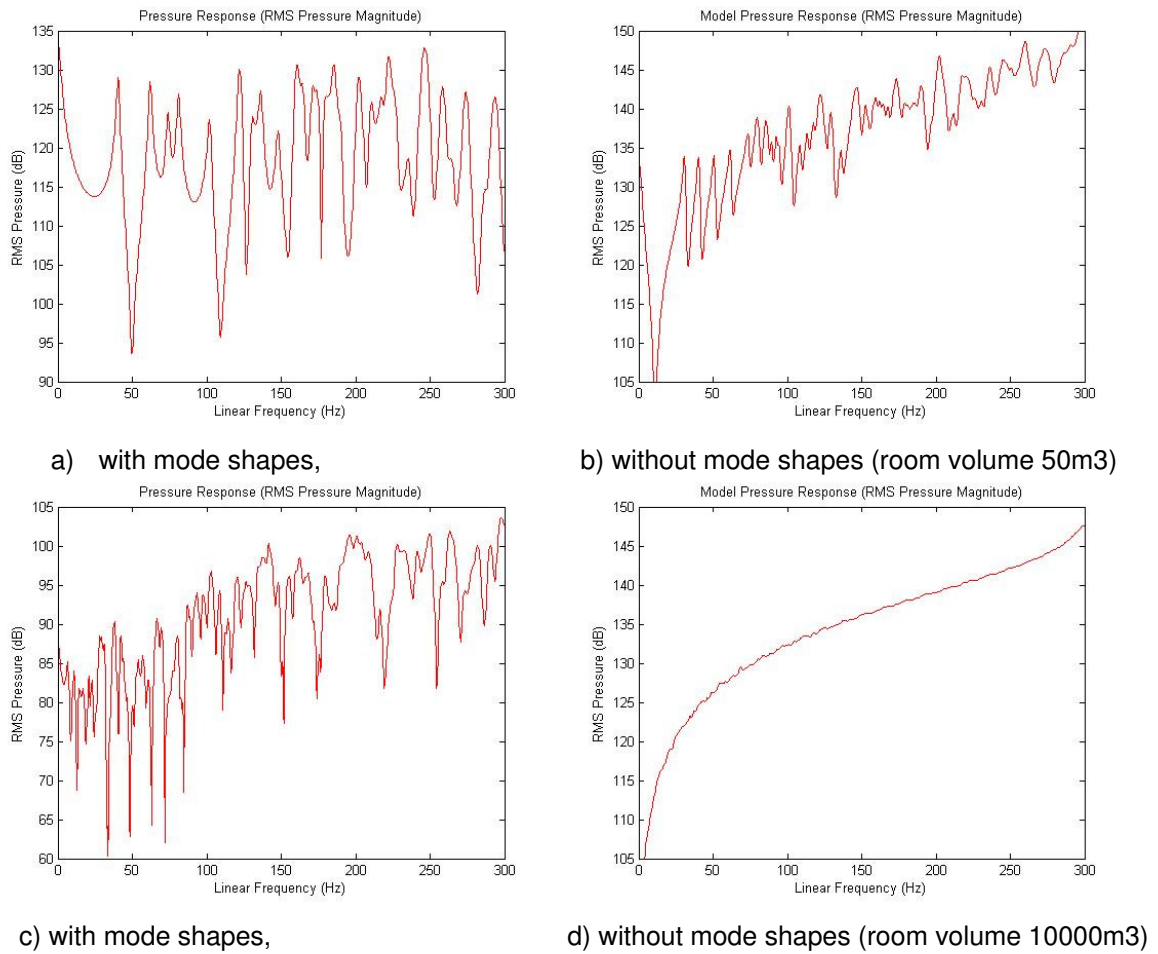 Pressure Response (RMS Pressure Magnitude)
135
130
125
120
115
110
105
100
95
90
RMS Pressure (dB)
0 50 100 150 200 250 300
Linear Frequency (Hz)
Model Pressure Response (RMS Pressure Magnitude)
150
145
140
135
130
125
120
115
110
105
RMS Pressure (dB)
0 50 100 150 200 250 300
Linear Frequency (Hz)
a) with mode shapes,
b) without mode shapes (room volume 50m3)
Pressure Response (RMS Pressure Magnitude)
105
100
95
90
85
80
75
70
65
60
RMS Pressure (dB)
0 50 100 150 200 250 300
Linear Frequency (Hz)
Model Pressure Response (RMS Pressure Magnitude)
150
145
140
135
130
125
120
115
110
105
RMS Pressure (dB)
0 50 100 150 200 250 300
Linear Frequency (Hz)
c) with mode shapes,
d) without mode shapes (room volume 10000m3)